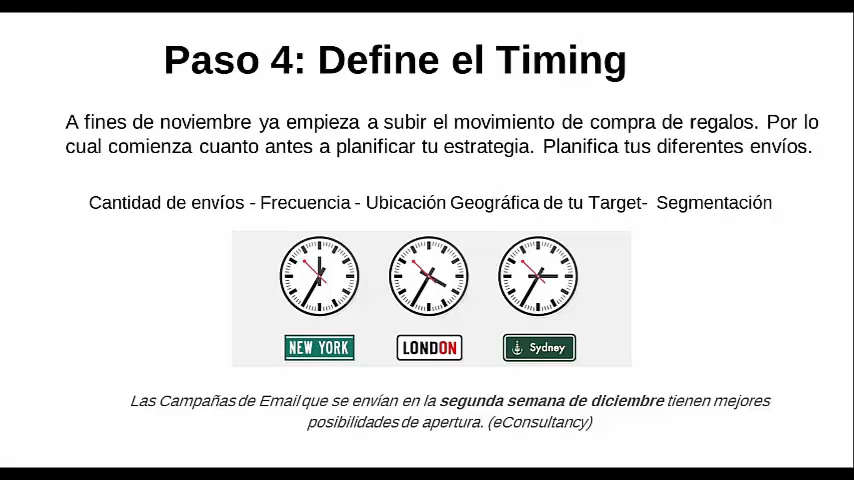 Paso 4: Define el Timing
A fines de noviembre ya empieza a subir el movimiento de compra de regalos. Por lo
cual comienza cuanto antes a planificar tu estrategia. Planifica tus diferentes envíos.
Cantidad de envíos - Frecuencia - Ubicación Geográfica de tu Target- Segmentación
NEW YORK LONDON Sydney
Las Campañas de Email que se envían en la segunda semana de diciembre tienen mejores
posibilidades de apertura. (eConsultancy)